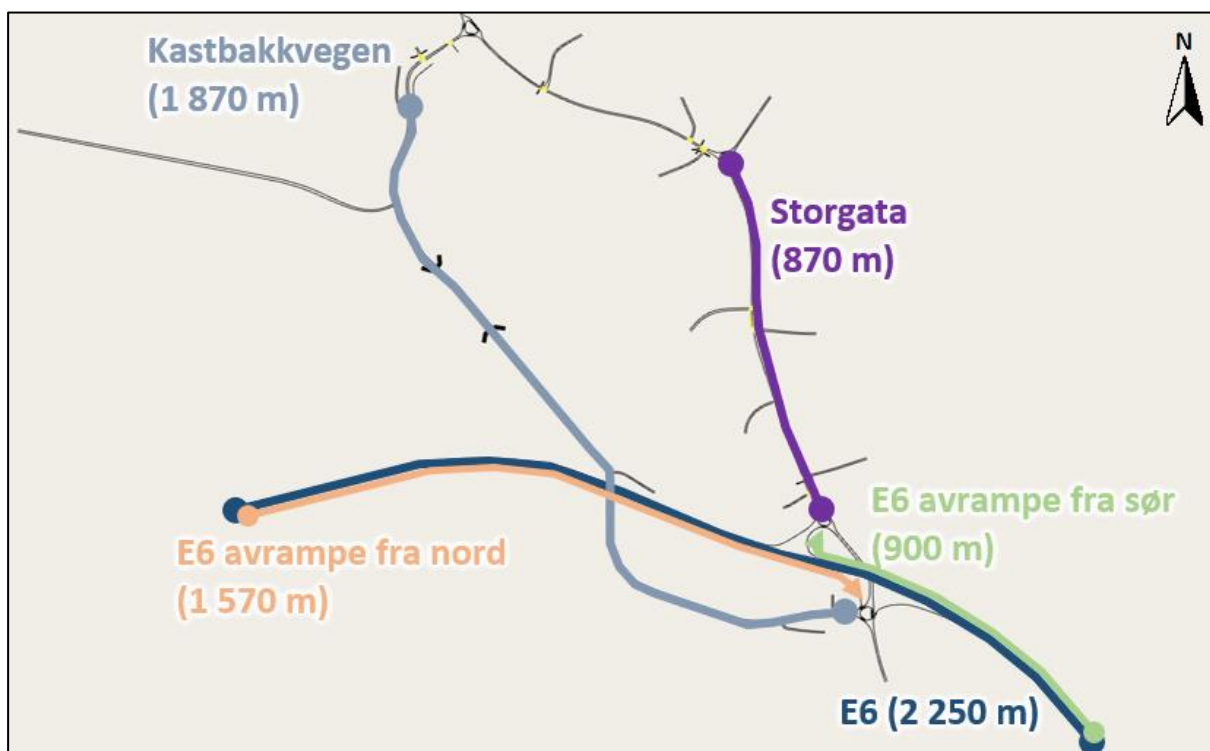 Kastbakkvegen
(1 870 m)
N
Storgata
(870 m)
E6 avrampe fra sør
(900 m)
E6 avrampe fra nord
(1 570 m)
E6 (2 250 m)